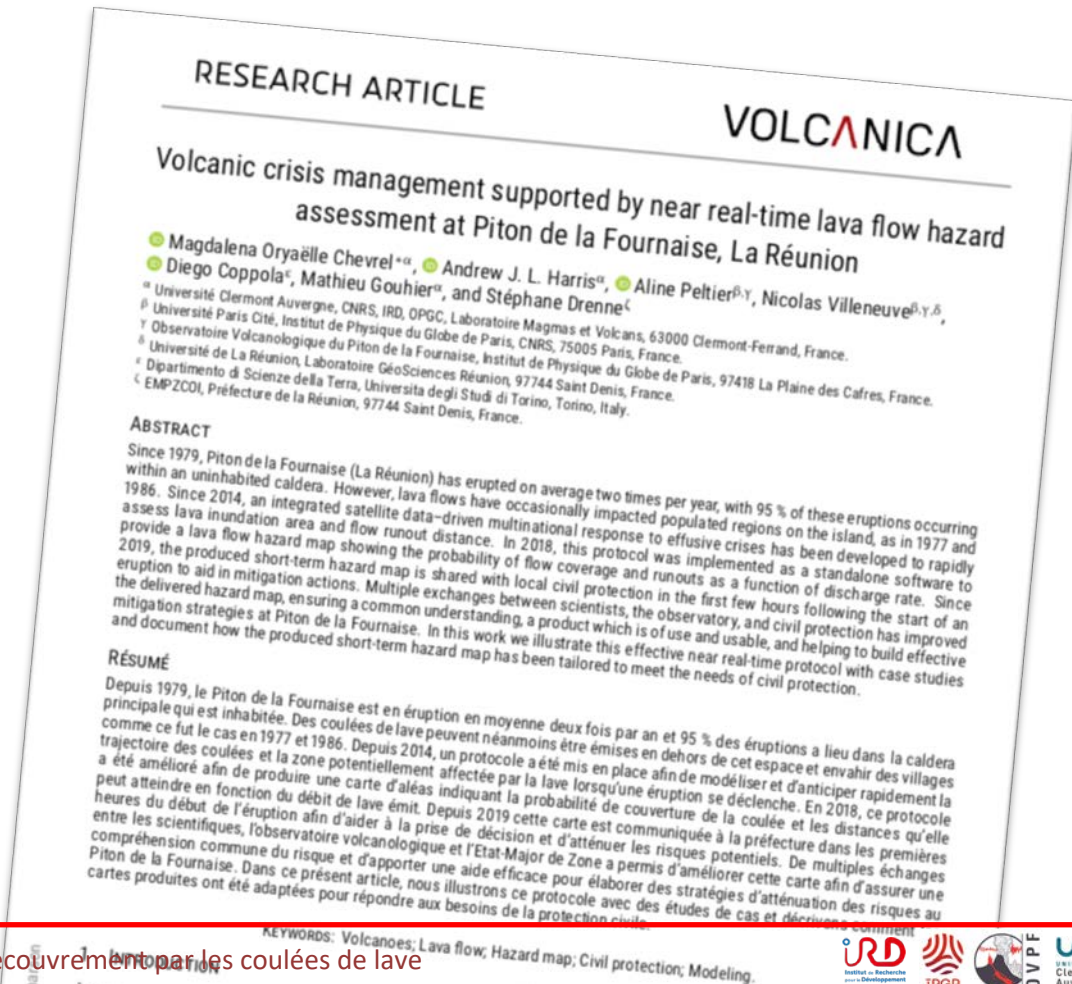 RESEARCH ARTICLE
VOLCΛNICΛ
Volcanic crisis management supported by near real-time lava flow hazard
assessment at Piton de la Fournaise, La Réunion
Magdalena Oryaëlle Chevrel*α, Andrew J. L. Harrisα, Aline Peltierβ,γ, Nicolas Villeneuveβ,γ,δ,
Diego Coppolaε, Mathieu Gouhierα, and Stéphane Drenneζ
α Université Clermont Auvergne, CNRS, IRD, OPGC, Laboratoire Magmas et Volcans, 63000 Clermont-Ferrand, France.
β Université Paris Cité, Institut de Physique du Globe de Paris, CNRS, 75005 Paris, France.
γ Observatoire Volcanologique du Piton de la Fournaise, Institut de Physique du Globe de Paris, 97418 La Plaine des Cafres, France.
δ Université de La Réunion, Laboratoire GéoSciences Réunion, 97744 Saint Denis, France.
ε Dipartimento di Scienze della Terra, Universita degli Studi di Torino, Torino, Italy.
ζ EMPZCOI, Préfecture de la Réunion, 97744 Saint Denis, France.
ABSTRACT
Since 1979, Piton de la Fournaise (La Réunion) has erupted on average two times per year, with 95 % of these eruptions occurring
within an uninhabited caldera. However, lava flows have occasionally impacted populated regions on the island, as in 1977 and
1986. Since 2014, an integrated satellite data–driven multinational response to effusive crises has been developed to rapidly
assess lava inundation area and flow runout distance. In 2018, this protocol was implemented as a standalone software to
provide a lava flow hazard map showing the probability of flow coverage and runouts as a function of discharge rate. Since
2019, the produced short-term hazard map is shared with local civil protection in the first few hours following the start of an
eruption to aid in mitigation actions. Multiple exchanges between scientists, the observatory, and civil protection has improved
the delivered hazard map, ensuring a common understanding, a product which is of use and usable, and helping to build effective
mitigation strategies at Piton de la Fournaise. In this work we illustrate this effective near real-time protocol with case studies
and document how the produced short-term hazard map has been tailored to meet the needs of civil protection.
RÉSUMÉ
Depuis 1979, le Piton de la Fournaise est en éruption en moyenne deux fois par an et 95 % des éruptions a lieu dans la caldera
principale qui est inhabitée. Des coulées de lave peuvent néanmoins être émises en dehors de cet espace et envahir des villages
comme ce fut le cas en 1977 et 1986. Depuis 2014, un protocole a été mis en place afin de modéliser et d'anticiper rapidement la
trajectoire des coulées et la zone potentiellement affectée par la lave lorsqu'une éruption se déclenche. En 2018, ce protocole
a été amélioré afin de produire une carte d'aléas indiquant la probabilité de couverture de la coulée et les distances qu'elle
peut atteindre en fonction du débit de lave émit. Depuis 2019 cette carte est communiquée à la préfecture dans les premières
heures du début de l'éruption afin d'aider à la prise de décision et d'atténuer les risques potentiels. De multiples échanges
entre les scientifiques, l'observatoire volcanologique et l'Etat-Major de Zone a permis d'améliorer cette carte afin d'assurer une
compréhension commune du risque et d'apporter une aide efficace pour élaborer des stratégies d'atténuation des risques au
Piton de la Fournaise. Dans ce présent article, nous illustrons ce protocole avec des études de cas et décrivons comment
cartes produites ont été adaptées pour répondre aux besoins de la protection civile.
KEYWORDS: Volcanoes; Lava flow; Hazard map; Civil protection; Modeling.
1 INTRODUCTION
ecouvrement par les coulées de lave
IRD
Institut de Recherche
pour le Développement
IPGP
OVPF